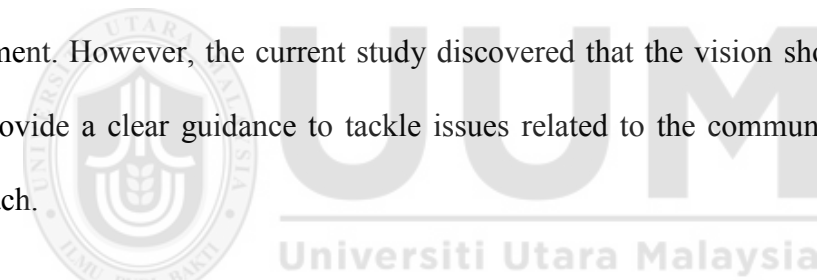 ment. However, the current study discovered that the vision sho
ovide a clear guidance to tackle issues related to the commun
ch.
UUM
Universiti Utara Malaysia